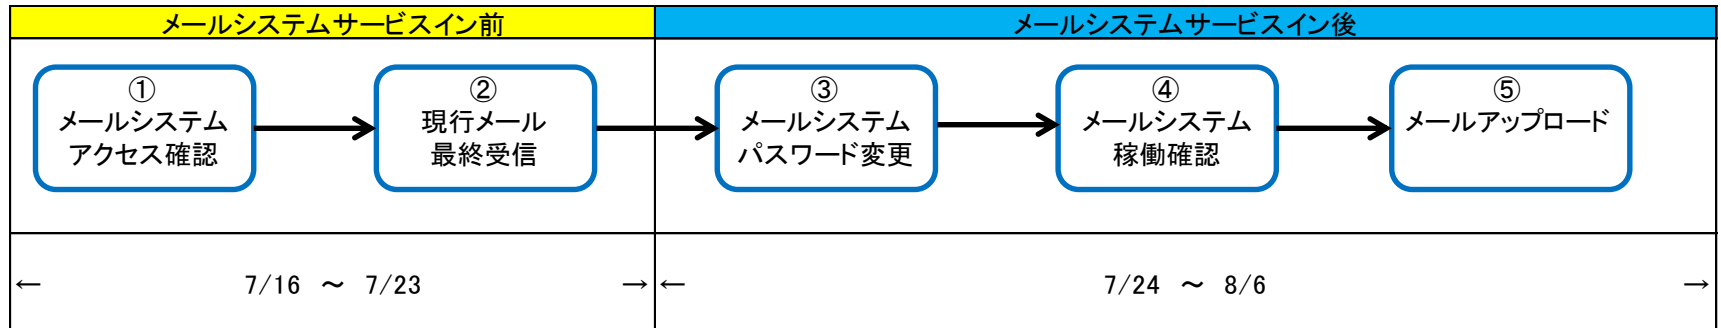 メールシステムサービスイン前
メールシステムサービスイン後
①
メールシステム
アクセス確認
②
現行メール
最終受信
③
メールシステム
パスワード変更
④
メールシステム
稼働確認
⑤
メールアップロード
← 7/16 ～ 7/23 →
← 7/24 ～ 8/6 →